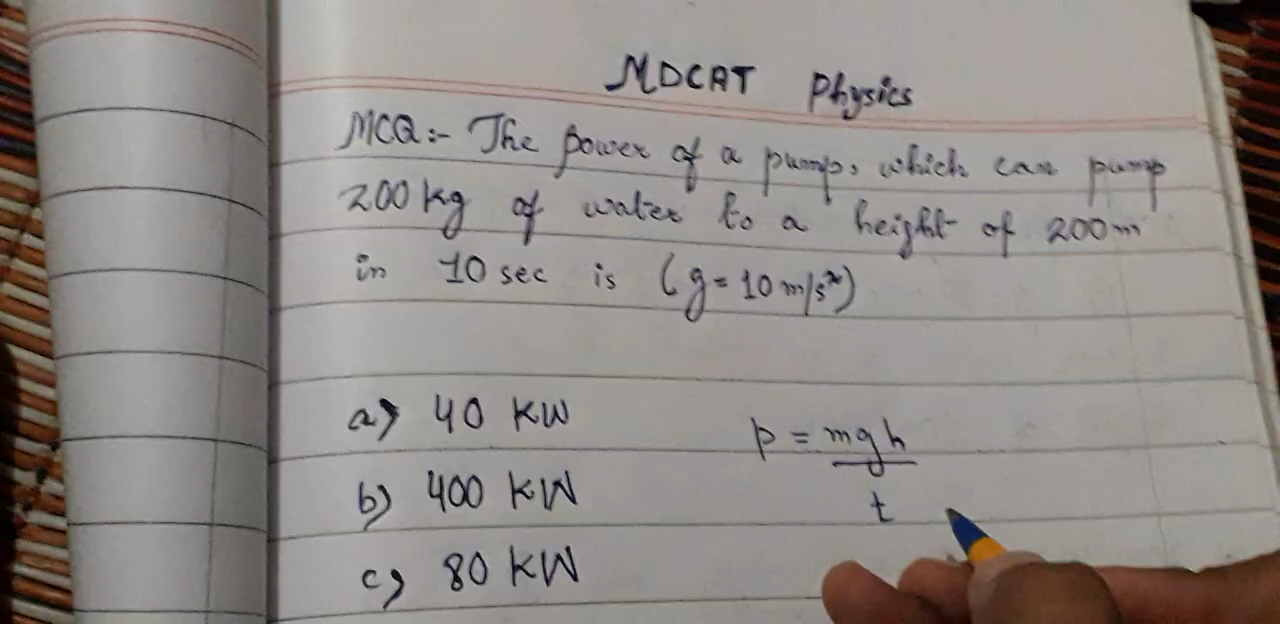 MDCAT Physics
MCQ:- The power of a pump, which can pump
200 kg of water to a height of 200m
in 10 sec is (g = 10 m/s²)
a) 40 KW
p = mgh
t
b) 400 KW
c) 80 KW